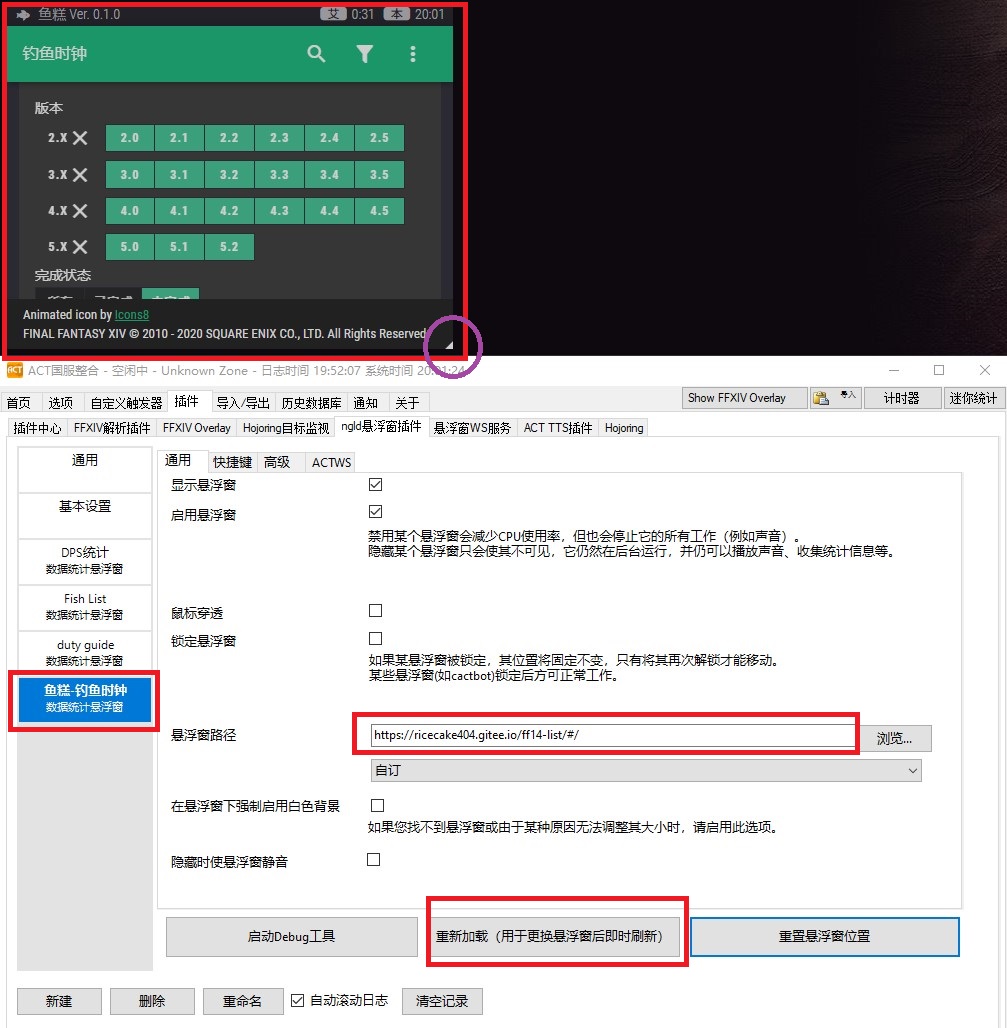 鱼糕 Ver. 0.1.0 艾 0:31 本 20:01
钓鱼时钟
版本
2.X 2.0 2.1 2.2 2.3 2.4 2.5
3.X 3.0 3.1 3.2 3.3 3.4 3.5
4.X 4.0 4.1 4.2 4.3 4.4 4.5
5.X 5.0 5.1 5.2
完成状态
Animated icon by Icons8
FINAL FANTASY XIV © 2010 - 2020 SQUARE ENIX CO., LTD. All Rights Reserved.
ACT国服整合 - 空闲中 - Unknown Zone - 日志时间 19:52:07 系统时间 20:01:24
首页 选项 自定义触发器 插件 导入/导出 历史数据库 通知 关于 Show FFXIV Overlay 导入 计时器 迷你统计
插件中心 FFXIV解析插件 FFXIV Overlay Hojoring目标监视 ngld悬浮窗插件 悬浮窗WS服务 ACT TTS插件 Hojoring
通用
基本设置
DPS统计
数据统计悬浮窗
Fish List
数据统计悬浮窗
duty guide
数据统计悬浮窗
鱼糕-钓鱼时钟
数据统计悬浮窗
通用 快捷键 高级 ACTWS
显示悬浮窗
启用悬浮窗
禁用某个悬浮窗会减少CPU使用率，但也会停止它的所有工作（例如声音）。
隐藏某个悬浮窗只会使其不可见，它仍然在后台运行，并仍可以播放声音、收集统计信息等。
鼠标穿透
锁定悬浮窗
如果某悬浮窗被锁定，其位置将固定不变，只有将其再次解锁才能移动。
某些悬浮窗(如cactbot)锁定后方可正常工作。
悬浮窗路径 https://ricecake404.gitee.io/ff14-list/#/ 浏览...
自订
在悬浮窗下强制启用白色背景
如果您找不到悬浮窗或由于某种原因无法调整其大小时，请启用此选项。
隐藏时使悬浮窗静音
启动Debug工具 重新加载（用于更换悬浮窗后即时刷新） 重置悬浮窗位置
新建 删除 重命名 自动滚动日志 清空记录